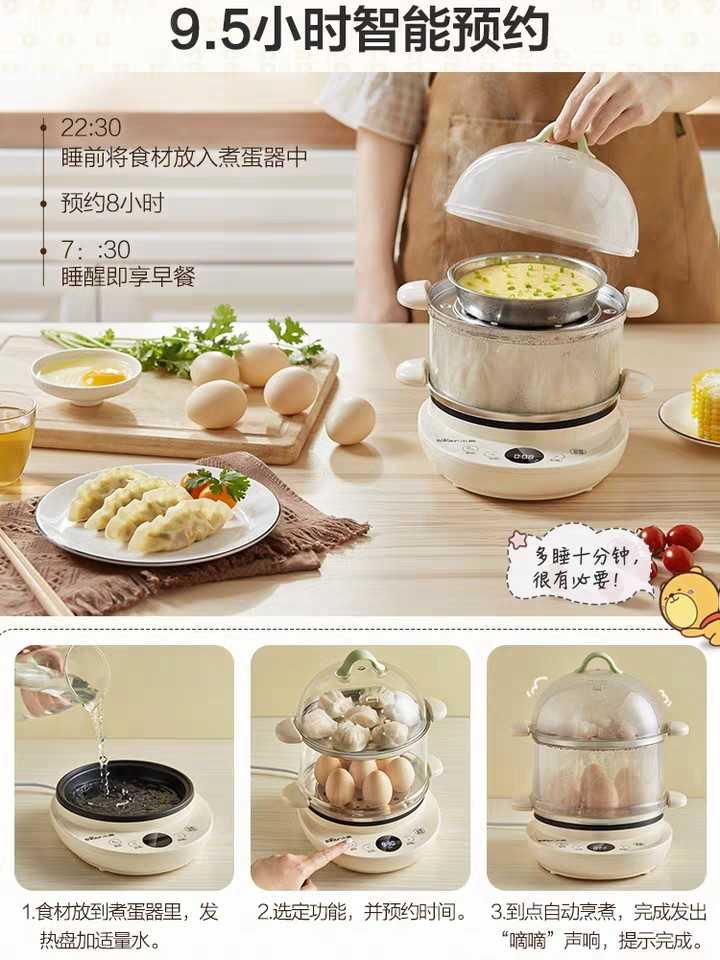 9.5小时智能预约
22:30
睡前将食材放入煮蛋器中
预约8小时
7：:30
睡醒即享早餐
多睡十分钟，
很有必要！
1.食材放到煮蛋器里，发
热盘加适量水。
2.选定功能，并预约时间。
3.到点自动烹煮，完成发出
“嘀嘀”声响，提示完成。